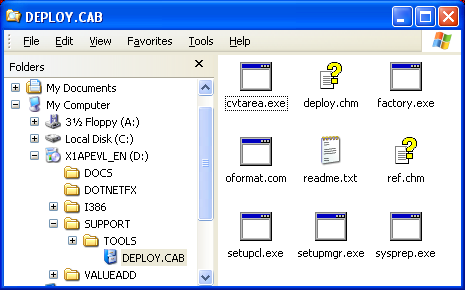 DEPLOY.CAB
File Edit View Favorites Tools Help
Folders
My Documents
My Computer
3½ Floppy (A:)
Local Disk (C:)
X1APEVL_EN (D:)
DOCS
DOTNETFX
I386
SUPPORT
TOOLS
DEPLOY.CAB
VALUEADD
cvtarea.exe deploy.chm factory.exe
oformat.com readme.txt ref.chm
setupcl.exe setupmgr.exe sysprep.exe